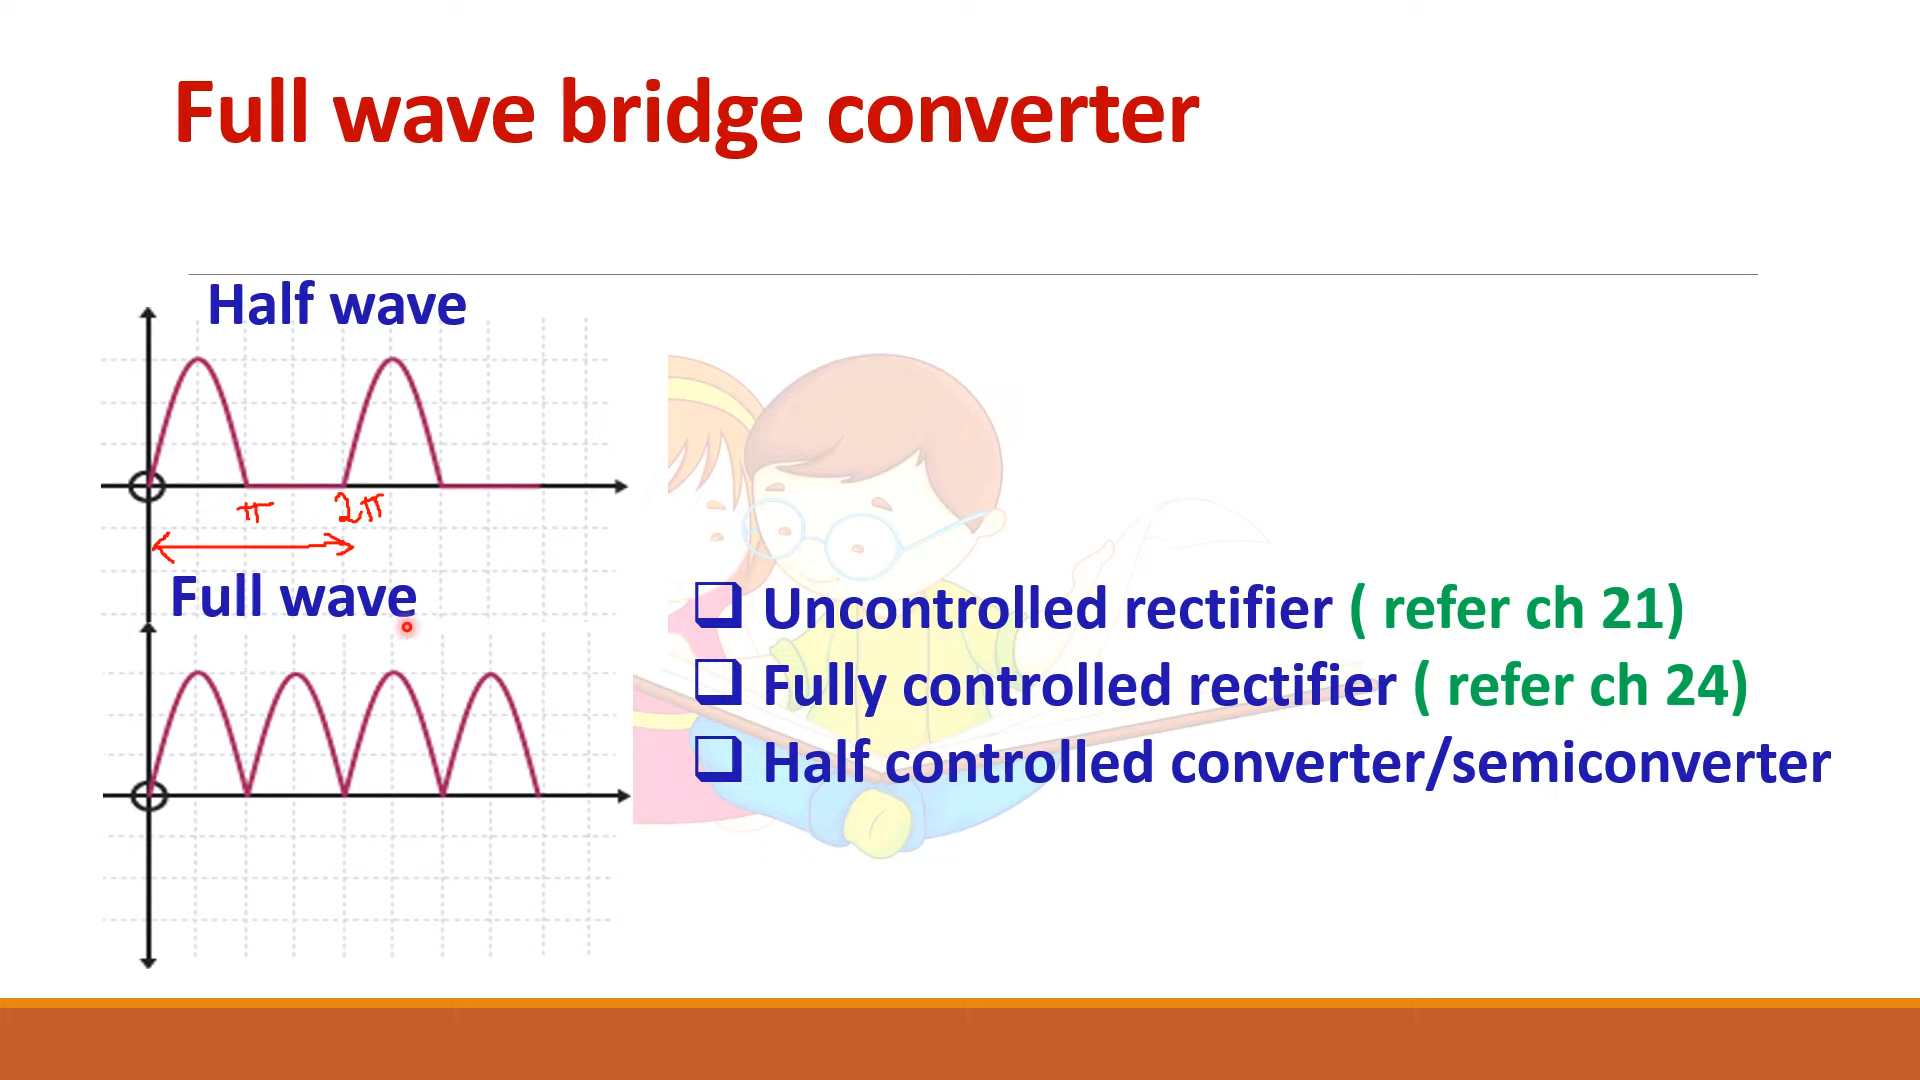 Full wave bridge converter
Half wave
π 2π
Full wave
❑ Uncontrolled rectifier ( refer ch 21)
❑ Fully controlled rectifier ( refer ch 24)
❑ Half controlled converter/semiconverter